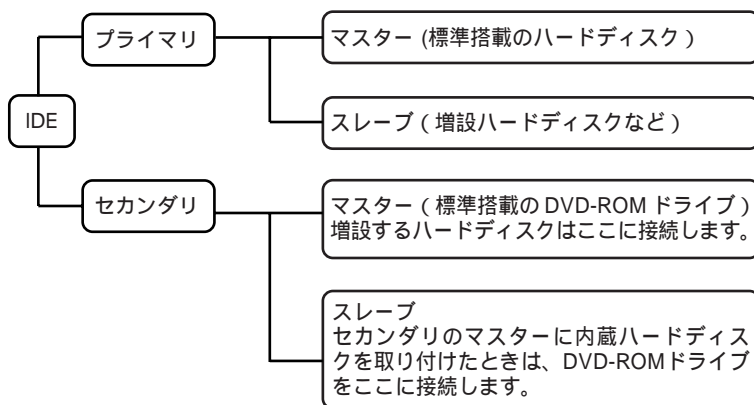 プライマリ
マスター (標準搭載のハードディスク )
IDE
スレーブ ( 増設ハードディスクなど )
セカンダリ
マスター ( 標準搭載の DVD-ROM ドライブ )
増設するハードディスクはここに接続します。
スレーブ
セカンダリのマスターに内蔵ハードディス
クを取り付けたときは、DVD-ROMドライブ
をここに接続します。